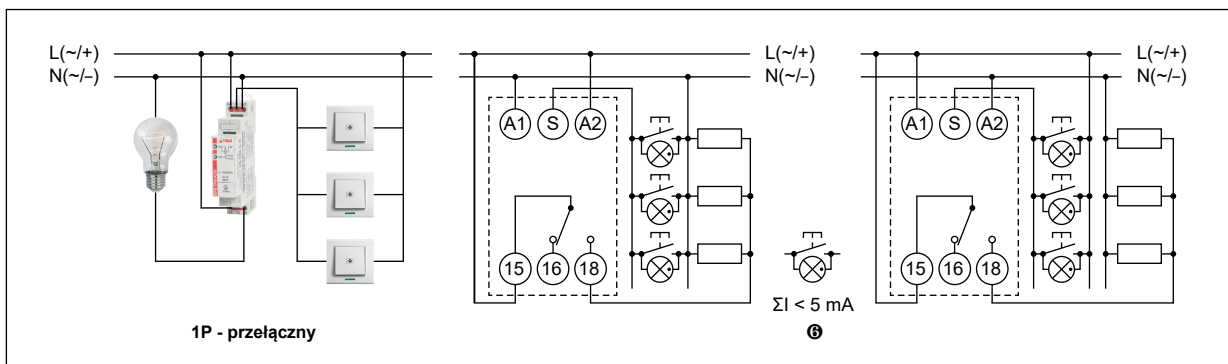 L(~/+)
N(~/–)
1P - przełączny
L(~/+)
N(~/–)
A1 S A2
15 16 18
ΣI < 5 mA
❻
L(~/+)
N(~/–)
A1 S A2
15 16 18